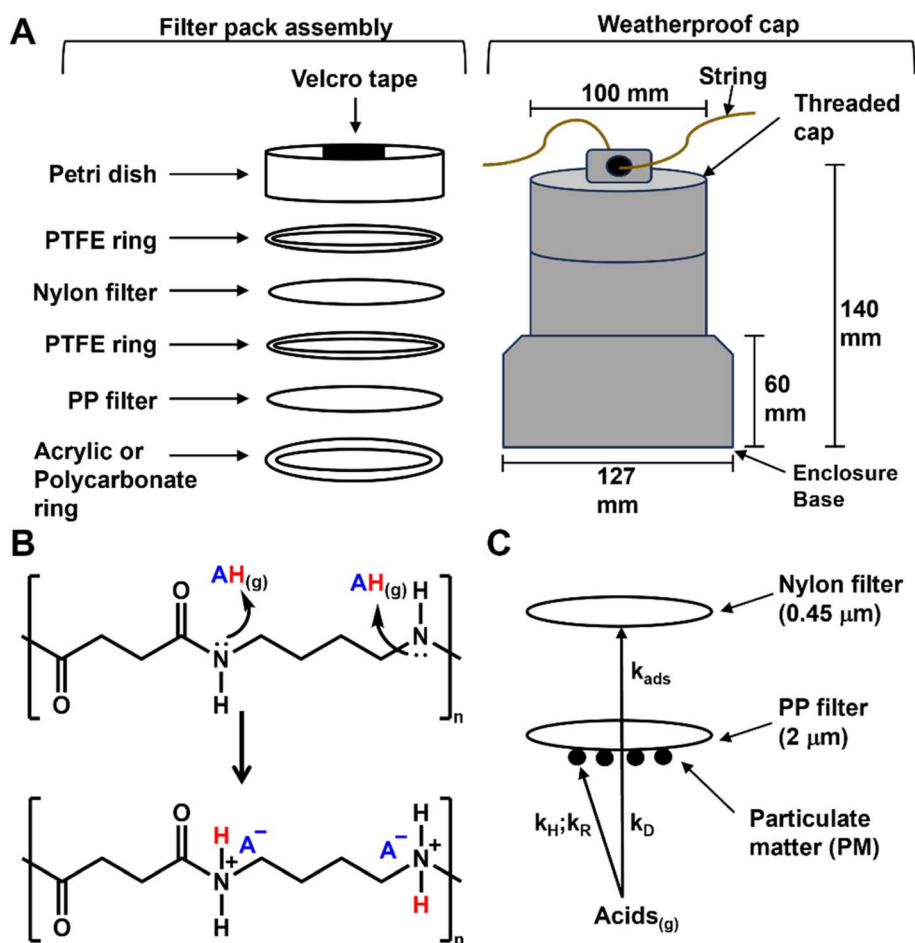 A
Filter pack assembly
Velcro tape
Petri dish
PTFE ring
Nylon filter
PTFE ring
PP filter
Acrylic or
Polycarbonate
ring
Weatherproof cap
String
100 mm
Threaded
cap
140
mm
60
mm
127
mm
Enclosure
Base
B
AH(g)
AH(g)
O
H
N
N
O
H
n
O
H
A−
A−
H
N
+
N
+
O
H
H
n
C
Nylon filter
(0.45 μm)
kads
PP filter
(2 μm)
kH;kR
kD
Particulate
matter (PM)
Acids(g)